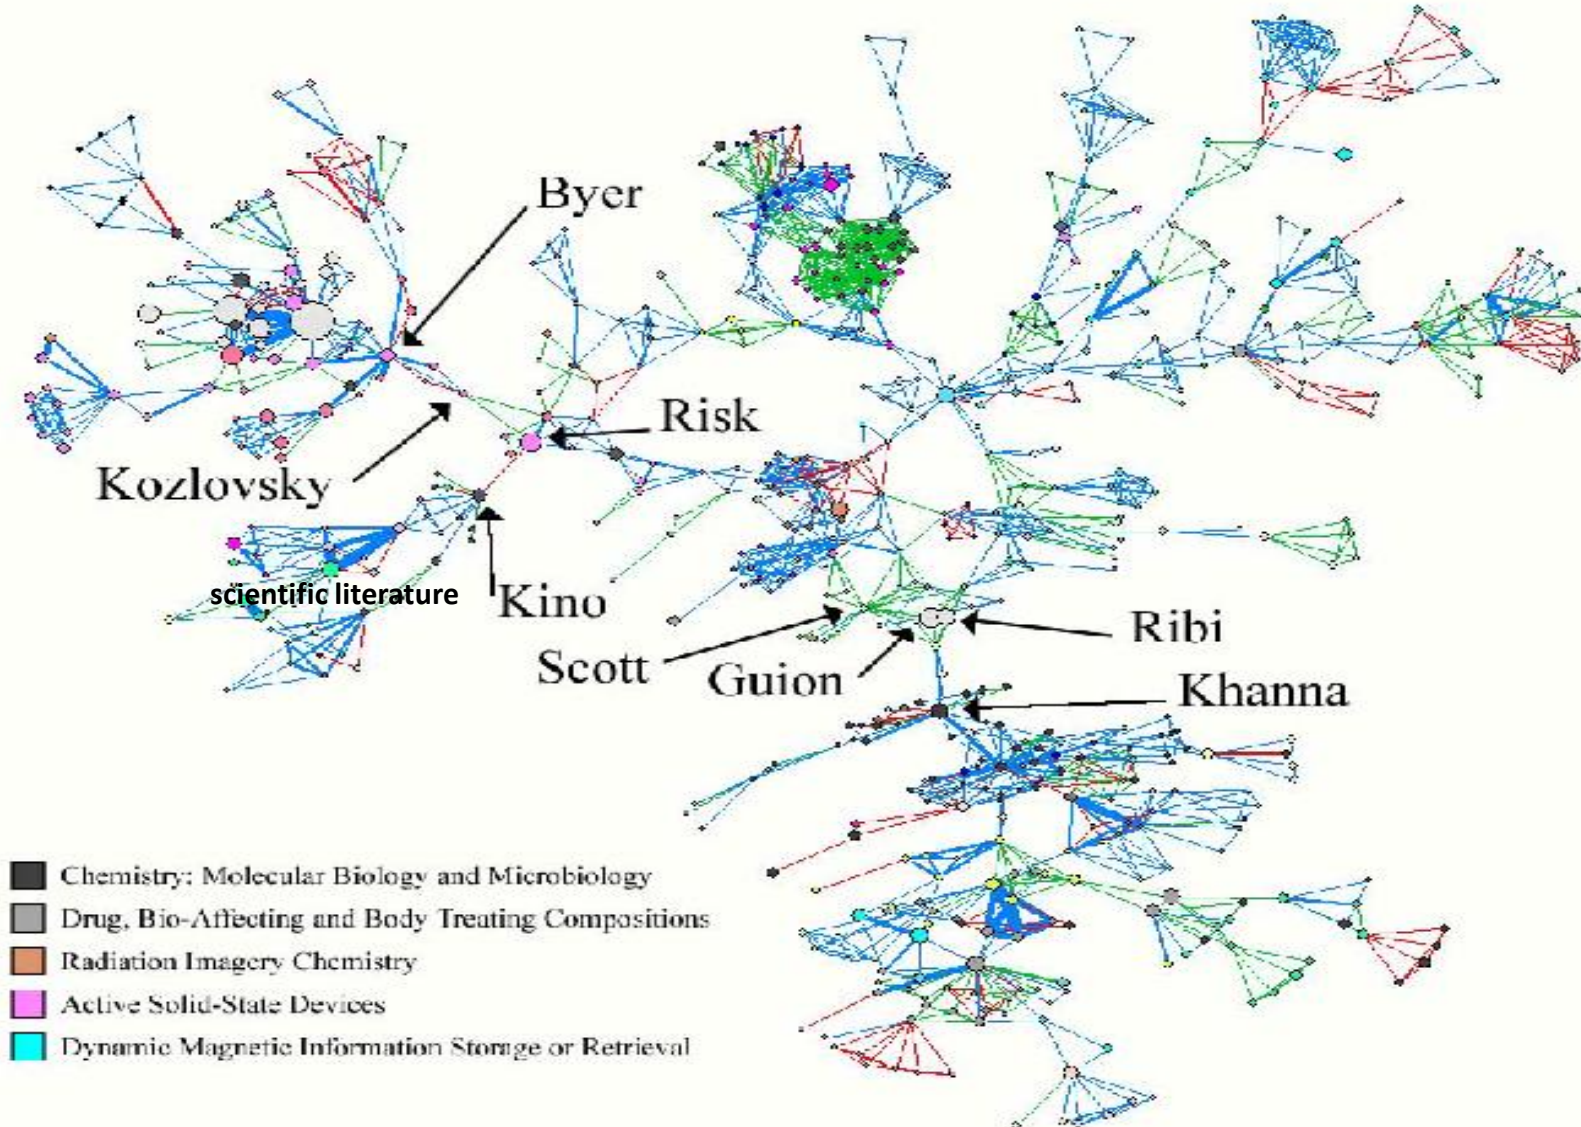 Byer
Risk
Kozlovsky
scientific literature
Kino
Scott
Guion
Ribi
Khanna
Chemistry: Molecular Biology and Microbiology
Drug, Bio-Affecting and Body Treating Compositions
Radiation Imagery Chemistry
Active Solid-State Devices
Dynamic Magnetic Information Storage or Retrieval